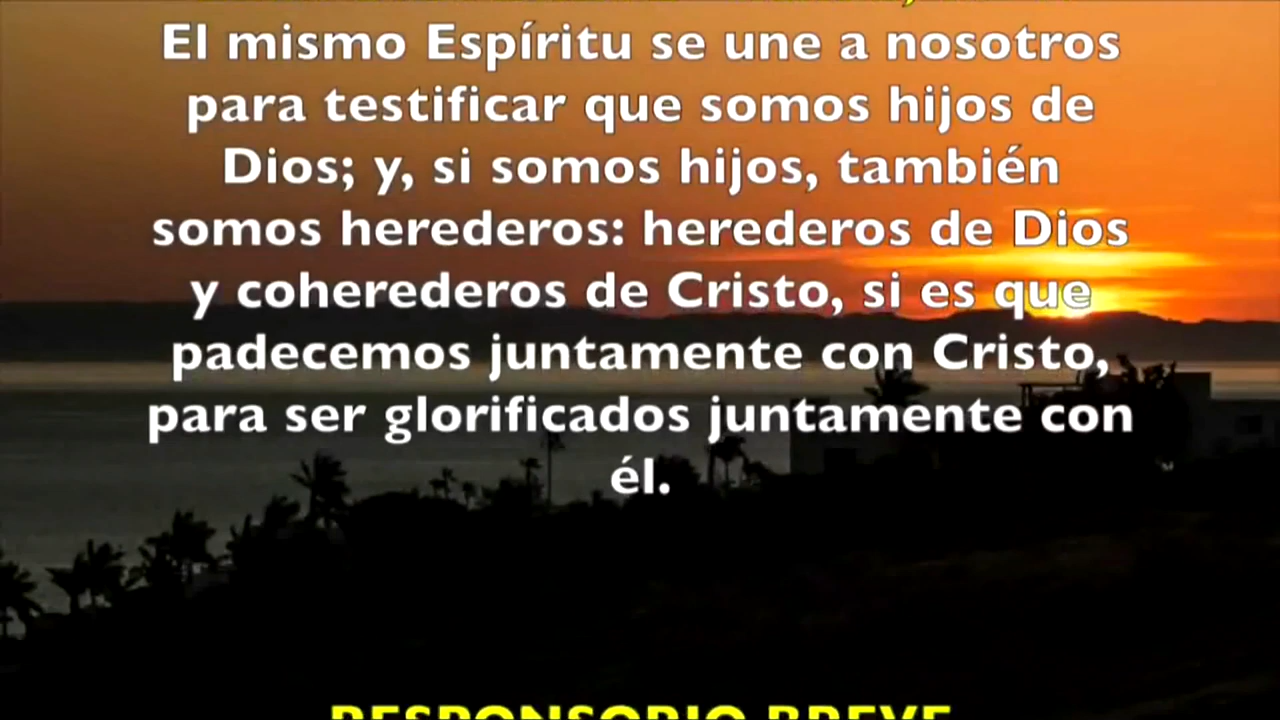 El mismo Espíritu se une a nosotros
para testificar que somos hijos de
Dios; y, si somos hijos, también
somos herederos: herederos de Dios
y coherederos de Cristo, si es que
padecemos juntamente con Cristo,
para ser glorificados juntamente con
él.
RESPONSORIO BREVE